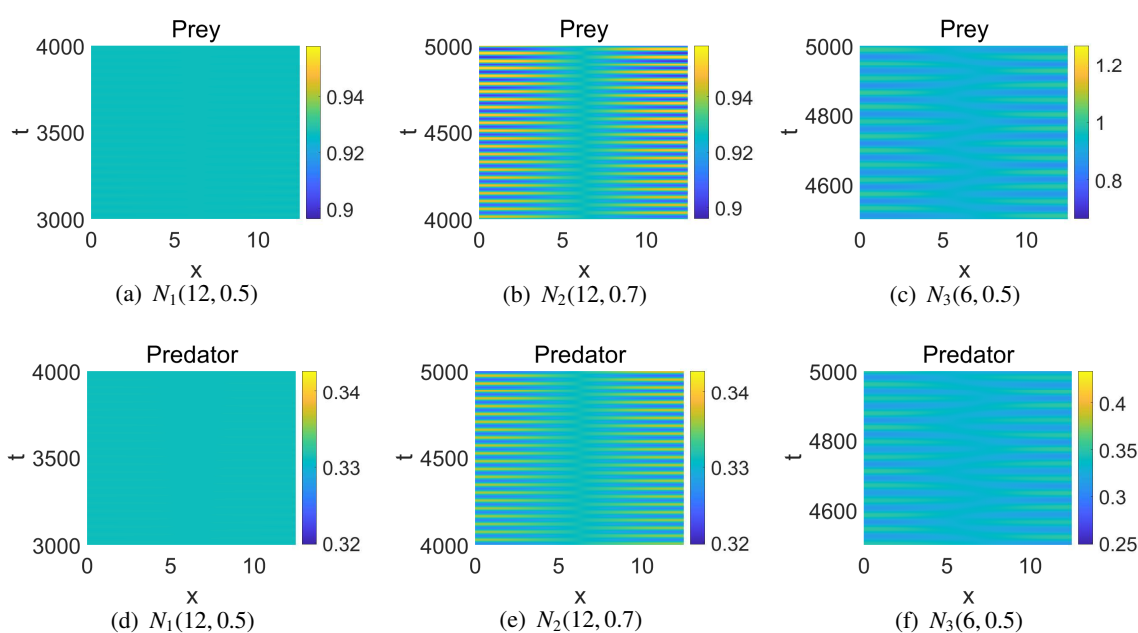 Prey
4000
3500
3000
t
0 5 10
x
0.94
0.92
0.9
(a) N₁(12, 0.5)
Prey
5000
4500
4000
0 5 10
x
0.94
0.92
0.9
(b) N₂(12, 0.7)
Prey
5000
4800
4600
t
0 5 10
x
1.2
1
0.8
(c) N₃(6, 0.5)
Predator
4000
3500
3000
t
0 5 10
x
0.34
0.33
0.32
(d) N₁(12, 0.5)
Predator
5000
4500
4000
t
0 5 10
x
0.34
0.33
0.32
(e) N₂(12, 0.7)
Predator
5000
4800
4600
t
0 5 10
x
0.4
0.35
0.3
0.25
(f) N₃(6, 0.5)